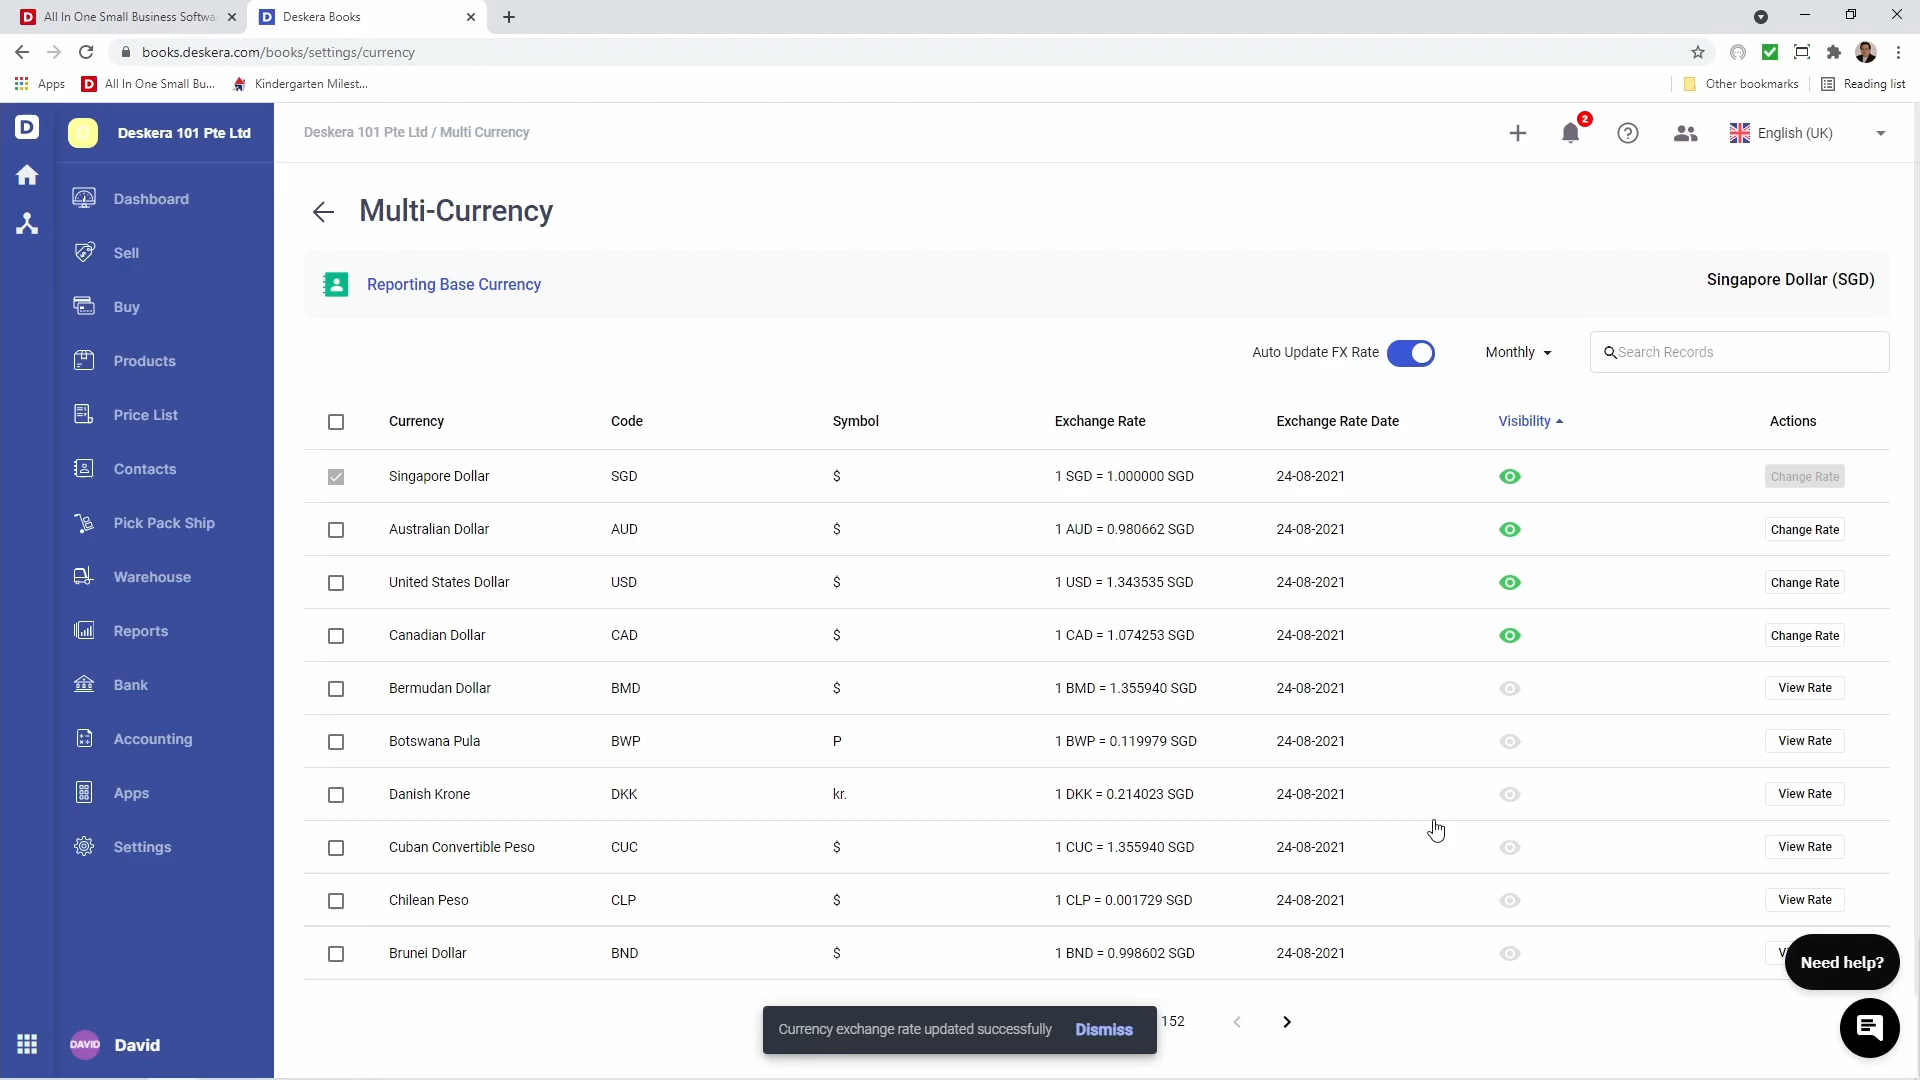 All In One Small Business Softwa
Deskera Books
books.deskera.com/books/settings/currency
Apps
All In One Small Bu...
Kindergarten Milest...
Other bookmarks
Reading list
Deskera 101 Pte Ltd
Deskera 101 Pte Ltd / Multi Currency
2
English (UK)
Dashboard
Sell
Buy
Products
Price List
Contacts
Pick Pack Ship
Warehouse
Reports
Bank
Accounting
Apps
Settings
DAVID David
Multi-Currency
Reporting Base Currency Singapore Dollar (SGD)
Auto Update FX Rate Monthly Search Records
Currency Code Symbol Exchange Rate Exchange Rate Date Visibility Actions
Singapore Dollar SGD $ 1 SGD = 1.000000 SGD 24-08-2021 Change Rate
Australian Dollar AUD $ 1 AUD = 0.980662 SGD 24-08-2021 Change Rate
United States Dollar USD $ 1 USD = 1.343535 SGD 24-08-2021 Change Rate
Canadian Dollar CAD $ 1 CAD = 1.074253 SGD 24-08-2021 Change Rate
Bermudan Dollar BMD $ 1 BMD = 1.355940 SGD 24-08-2021 View Rate
Botswana Pula BWP P 1 BWP = 0.119979 SGD 24-08-2021 View Rate
Danish Krone DKK kr. 1 DKK = 0.214023 SGD 24-08-2021 View Rate
Cuban Convertible Peso CUC $ 1 CUC = 1.355940 SGD 24-08-2021 View Rate
Chilean Peso CLP $ 1 CLP = 0.001729 SGD 24-08-2021 View Rate
Brunei Dollar BND $ 1 BND = 0.998602 SGD 24-08-2021
Need help?
Currency exchange rate updated successfully Dismiss 152